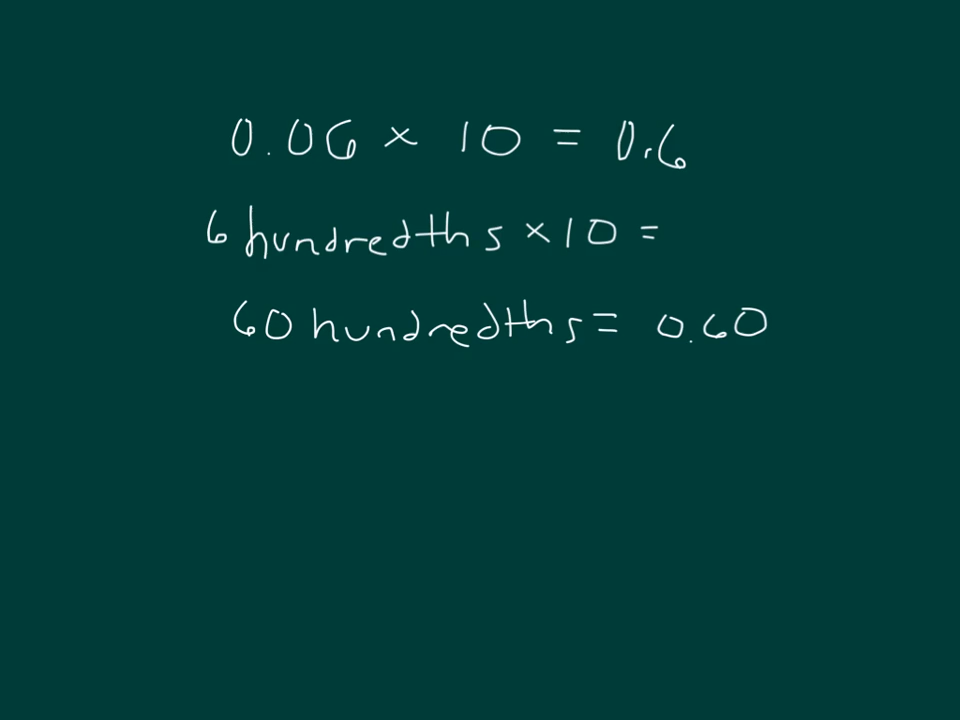 0.06 × 10 = 0.6
6 hundredths × 10 =
60 hundredths = 0.60